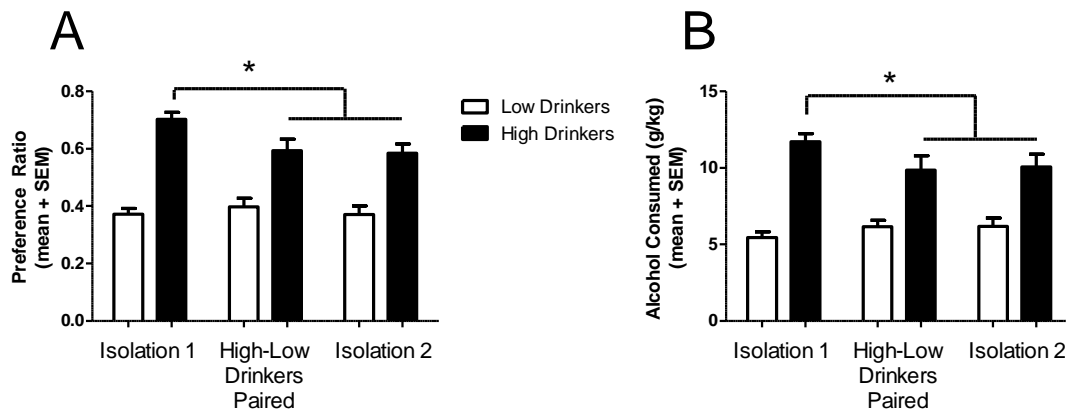 A
*
Preference Ratio
(mean + SEM)
0.8
0.6
0.4
0.2
0.0
Isolation 1
High-Low
Drinkers
Paired
Isolation 2
Low Drinkers
High Drinkers
B
*
Alcohol Consumed (g/kg)
(mean + SEM)
15
10
5
0
Isolation 1
High-Low
Drinkers
Paired
Isolation 2